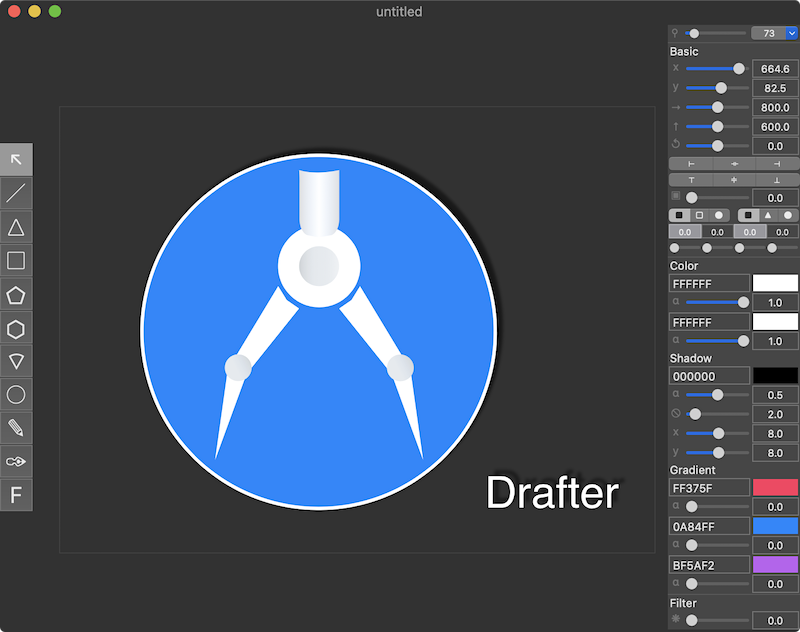 untitled
73
Basic
x 664.6
y 82.5
800.0
600.0
0.0
0.0
0.0 0.0 0.0 0.0
Color
FFFFFF
α 1.0
FFFFFF
α 1.0
Shadow
000000
α 0.5
2.0
x 8.0
y 8.0
Gradient
FF375F
α 0.0
0A84FF
α 0.0
BF5AF2
α 0.0
Filter
0.0
F
Drafter